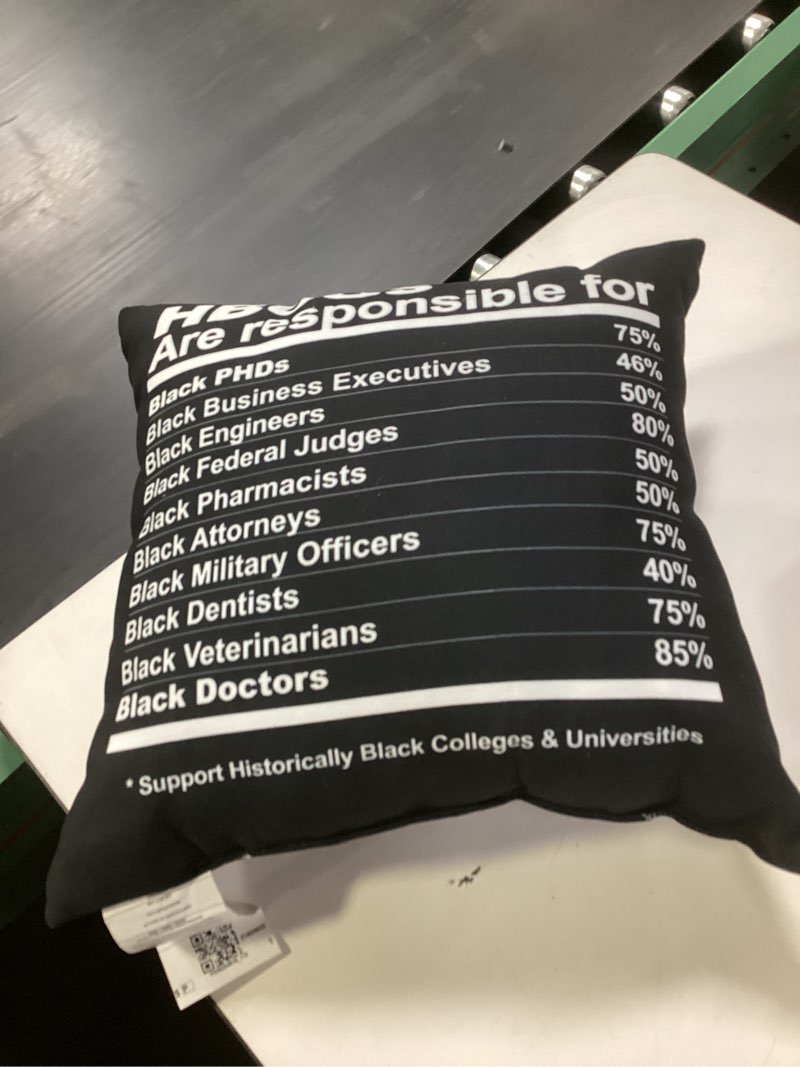 HBCUs
Are responsible for
Black PHDs 75%
Black Business Executives 46%
Black Engineers 50%
Black Federal Judges 80%
Black Pharmacists 50%
Black Attorneys 50%
Black Military Officers 75%
Black Dentists 40%
Black Veterinarians 75%
Black Doctors 85%
* Support Historically Black Colleges & Universities